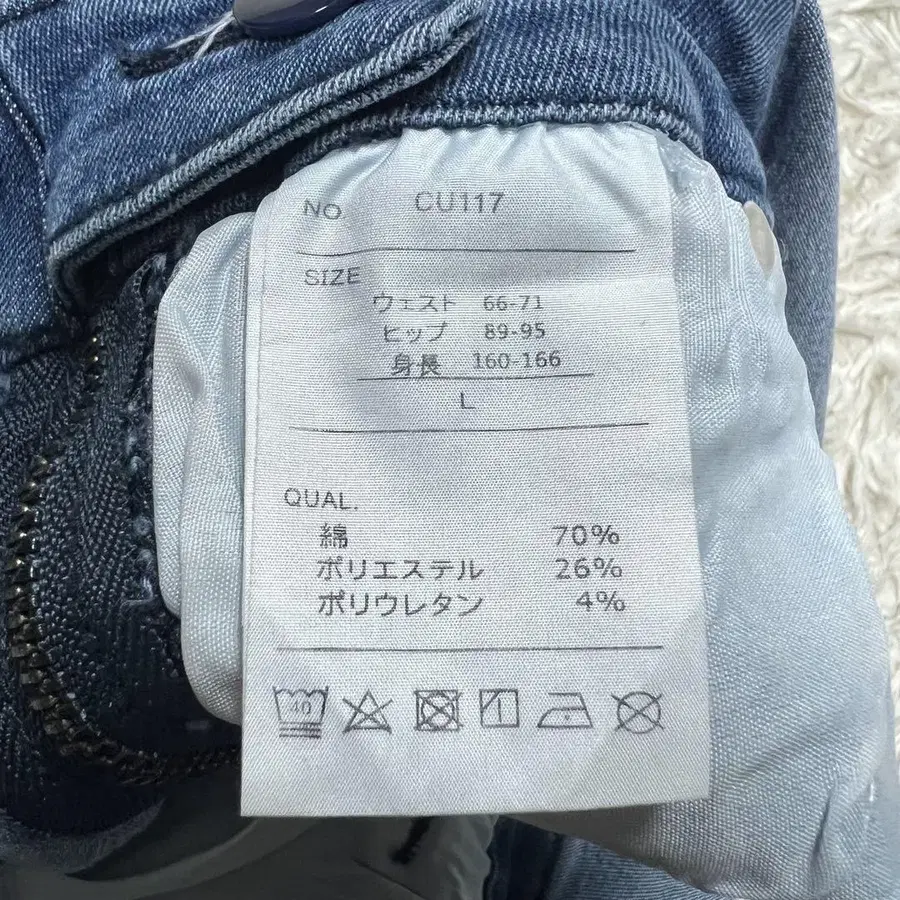 NO CU117
SIZE
ウェスト 66-71
ヒップ 89-95
身長 160-166
L
QUAL.
綿 70%
ポリエステル 26%
ポリウレタン 4%
40